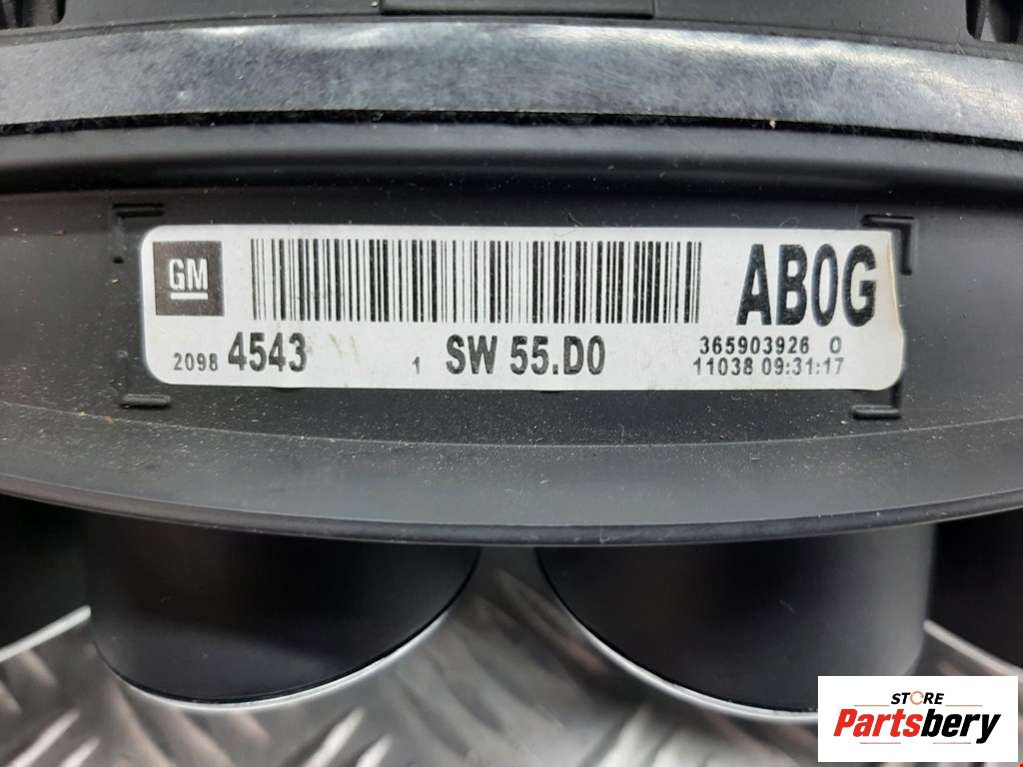 GM
AB0G
2098 4543 1 SW 55.D0
365903926 0
11038 09:31:17
STORE
Partsbery